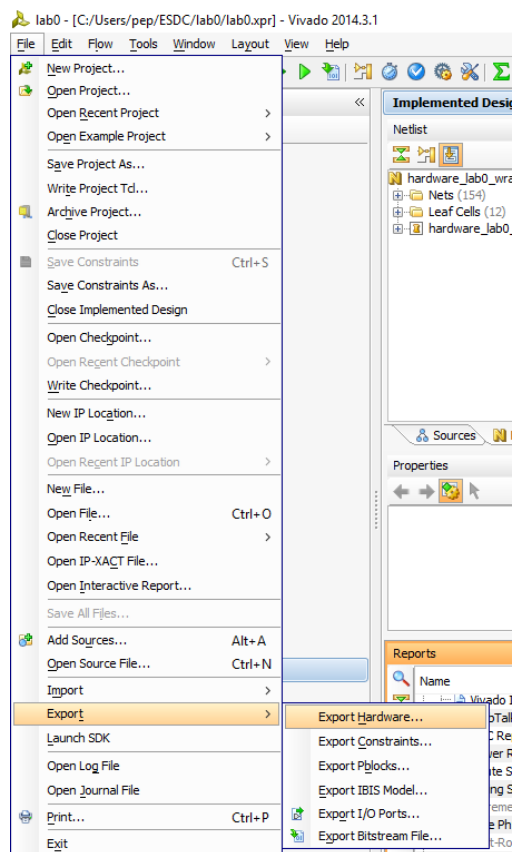 lab0 - [C:/Users/pep/ESDC/lab0/lab0.xpr] - Vivado 2014.3.1
File Edit Flow Tools Window Layout View Help
New Project...
Open Project...
Open Recent Project
Open Example Project
Save Project As...
Write Project Tcl...
Archive Project...
Close Project
Save Constraints Ctrl+S
Save Constraints As...
Close Implemented Design
Open Checkpoint...
Open Recent Checkpoint
Write Checkpoint...
New IP Location...
Open IP Location...
Open Recent IP Location
New File...
Open File... Ctrl+O
Open Recent File
Open IP-XACT File...
Open Interactive Report...
Save All Files...
Add Sources... Alt+A
Open Source File... Ctrl+N
Import
Export
Launch SDK
Open Log File
Open Journal File
Print... Ctrl+P
Exit
Export Hardware...
Export Constraints...
Export Pblocks...
Export IBIS Model...
Export I/O Ports...
Export Bitstream File...
Implemented Desig
Netlist
hardware_lab0_wra
Nets (154)
Leaf Cells (12)
hardware_lab0_
Sources
Properties
Reports
Name
Vivado I